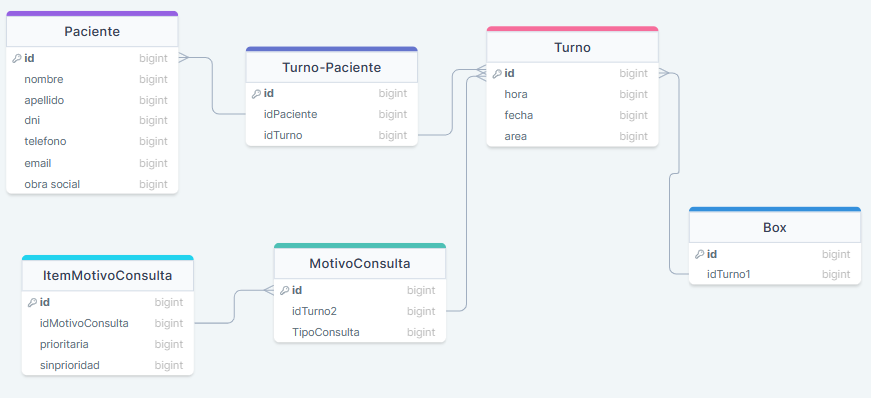 Paciente
id bigint
nombre bigint
apellido bigint
dni bigint
telefono bigint
email bigint
obra social bigint
Turno-Paciente
id bigint
idPaciente bigint
idTurno bigint
Turno
id bigint
hora bigint
fecha bigint
area bigint
Box
id bigint
idTurno1 bigint
ItemMotivoConsulta
id bigint
idMotivoConsulta bigint
prioritaria bigint
sinprioridad bigint
MotivoConsulta
id bigint
idTurno2 bigint
TipoConsulta bigint